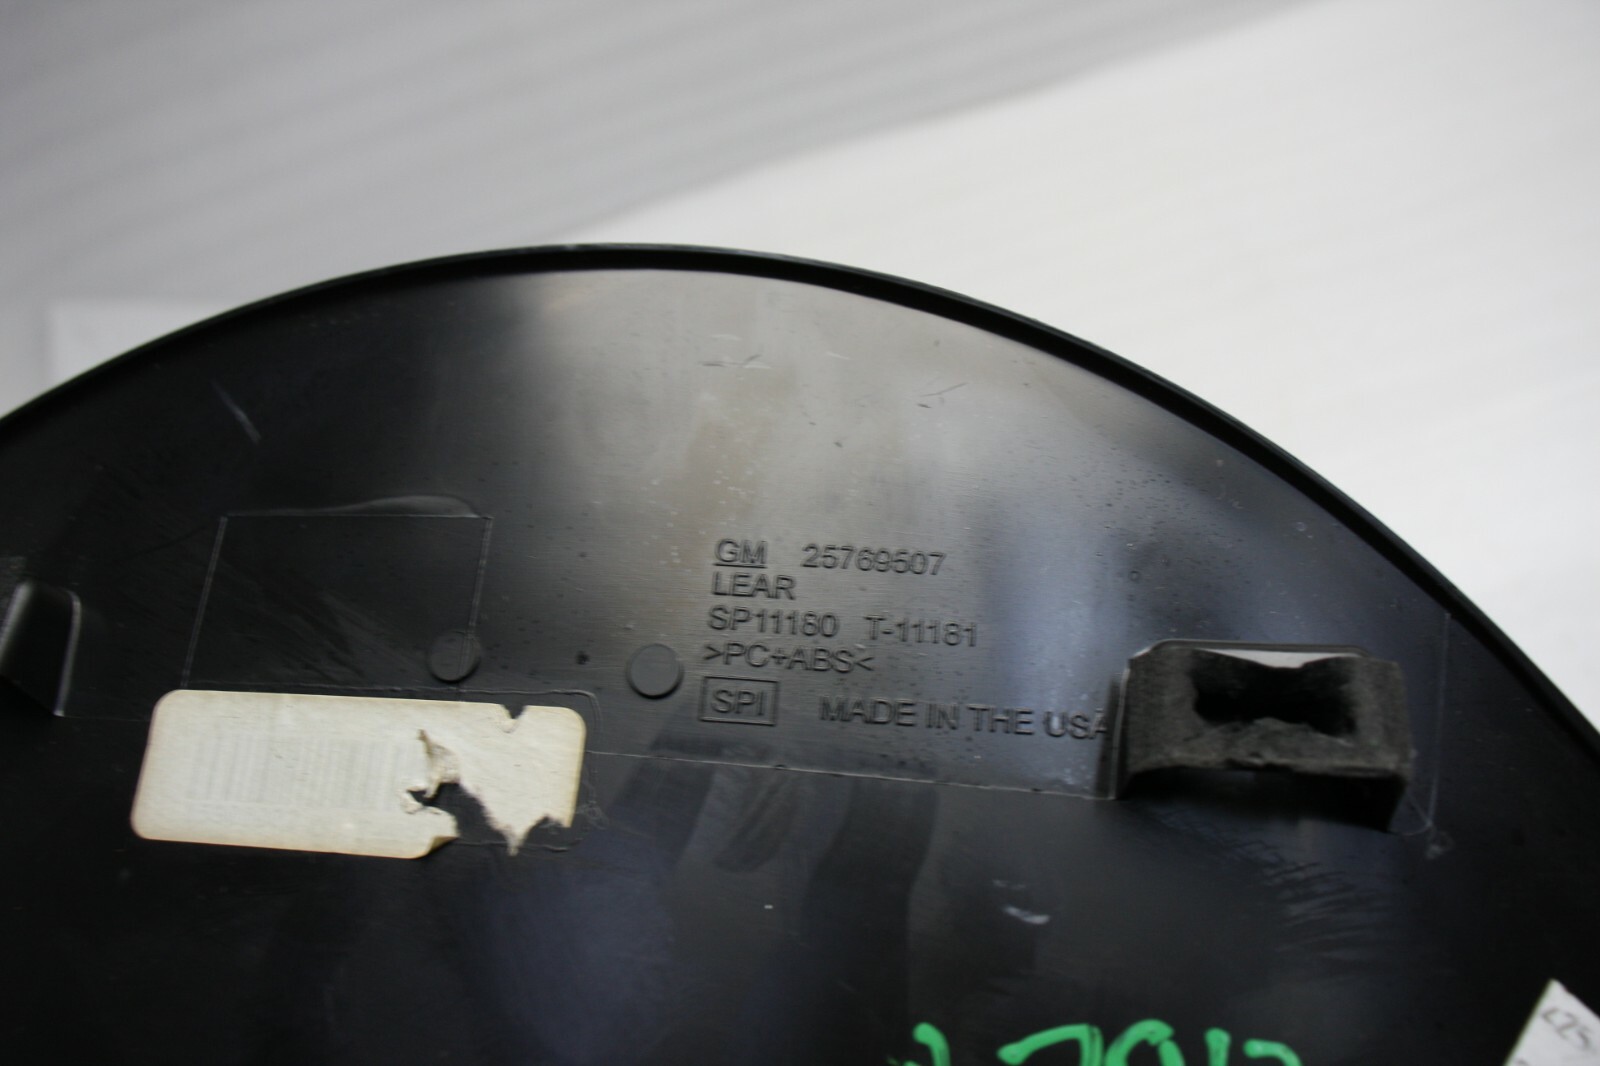 GM 25769507
LEAR
SP11180 T-11181
>PC+ABS<
SPI MADE IN THE USA